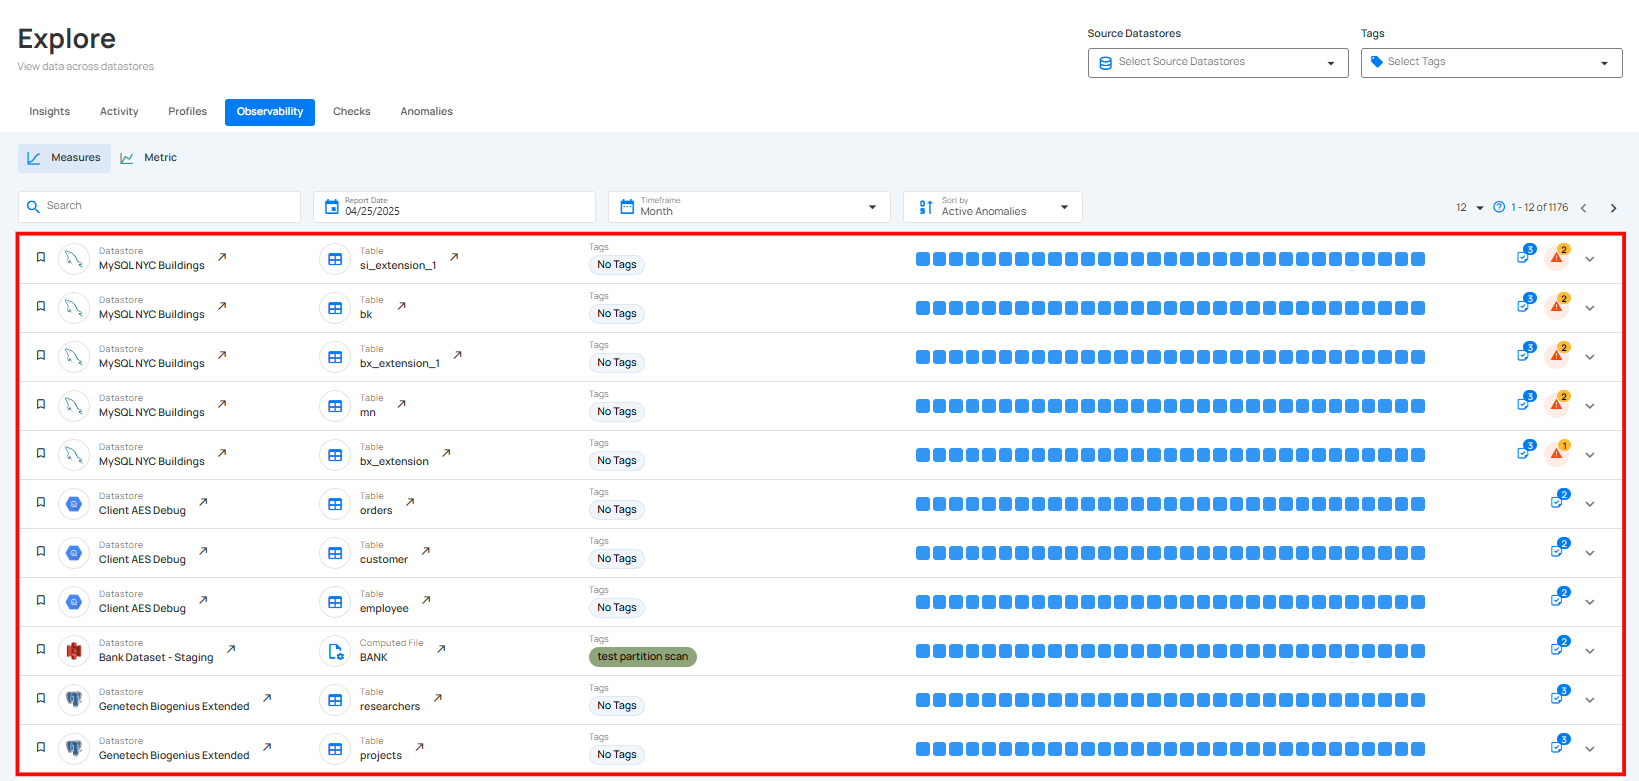 Explore
View data across datastores
Source Datastores
Select Source Datastores
Tags
Select Tags
Insights Activity Profiles Observability Checks Anomalies
Measures Metric
Search
Report Date
04/25/2025
Timeframe
Month
Sort by
Active Anomalies
12 1 - 12 of 1176
Datastore Table Tags
MySQL NYC Buildings si_extension_1 No Tags 3 2
Datastore Table Tags
MySQL NYC Buildings bk No Tags 3 2
Datastore Table Tags
MySQL NYC Buildings bx_extension_1 No Tags 3 2
Datastore Table Tags
MySQL NYC Buildings mn No Tags 3 2
Datastore Table Tags
MySQL NYC Buildings bx_extension No Tags 3 1
Datastore Table Tags
Client AES Debug orders No Tags 2
Datastore Table Tags
Client AES Debug customer No Tags 2
Datastore Table Tags
Client AES Debug employee No Tags 2
Datastore Computed File Tags
Bank Dataset - Staging BANK test partition scan 2
Datastore Table Tags
Genetech Biogenius Extended researchers No Tags 3
Datastore Table Tags
Genetech Biogenius Extended projects No Tags 3